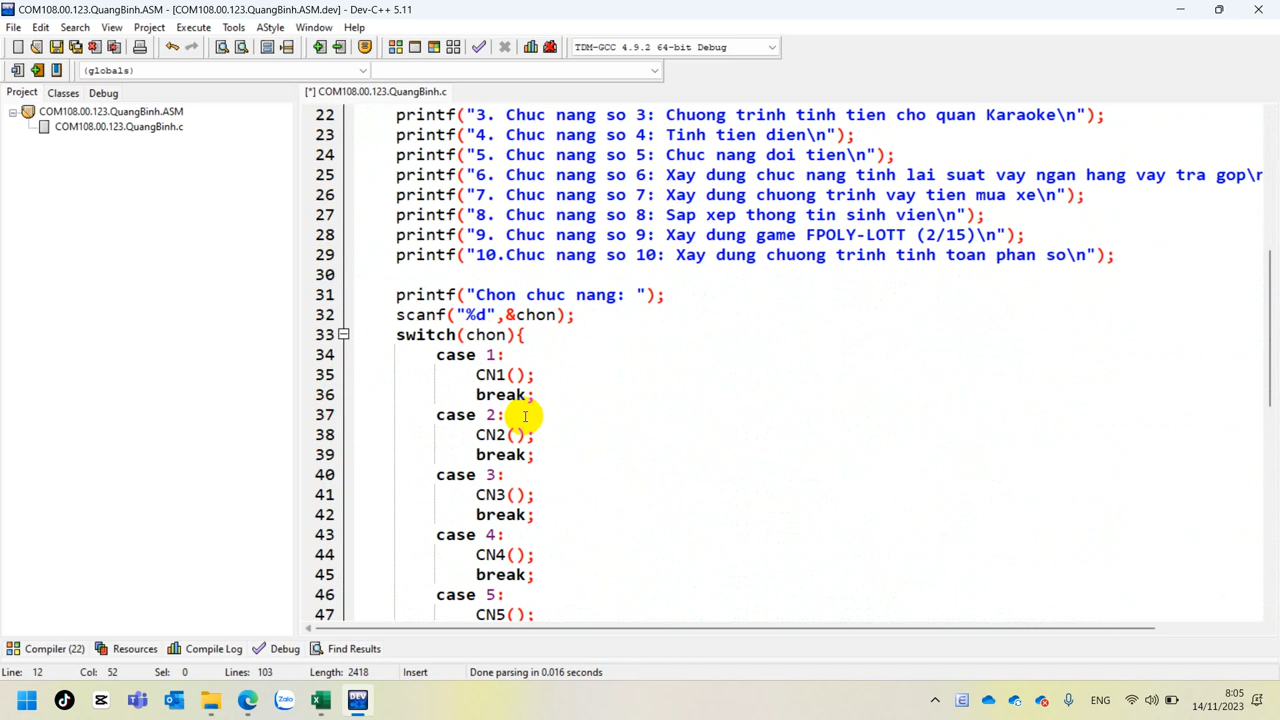 COM108.00.123.QuangBinh.ASM - [COM108.00.123.QuangBinh.ASM.dev] - Dev-C++ 5.11
File Edit Search View Project Execute Tools AStyle Window Help
TDM-GCC 4.9.2 64-bit Debug
(globals)
Project Classes Debug
[*] COM108.00.123.QuangBinh.c
COM108.00.123.QuangBinh.ASM
COM108.00.123.QuangBinh.c
22 printf("3. Chuc nang so 3: Chuong trinh tinh tien cho quan Karaoke\n");
23 printf("4. Chuc nang so 4: Tinh tien dien\n");
24 printf("5. Chuc nang so 5: Chuc nang doi tien\n");
25 printf("6. Chuc nang so 6: Xay dung chuc nang tinh lai suat vay ngan hang vay tra gop\n
26 printf("7. Chuc nang so 7: Xay dung chuong trinh vay tien mua xe\n");
27 printf("8. Chuc nang so 8: Sap xep thong tin sinh vien\n");
28 printf("9. Chuc nang so 9: Xay dung game FPOLY-LOTT (2/15)\n");
29 printf("10.Chuc nang so 10: Xay dung chuong trinh tinh toan phan so\n");
30
31 printf("Chon chuc nang: ");
32 scanf("%d",&chon);
33 switch(chon){
34 case 1:
35 CN1();
36 break;
37 case 2:
38 CN2();
39 break;
40 case 3:
41 CN3();
42 break;
43 case 4:
44 CN4();
45 break;
46 case 5:
47 CN5();
Compiler (22) Resources Compile Log Debug Find Results
Line: 12 Col: 52 Sel: 0 Lines: 103 Length: 2418 Insert Done parsing in 0.016 seconds
Zalo
DEV
ENG
8:05
14/11/2023